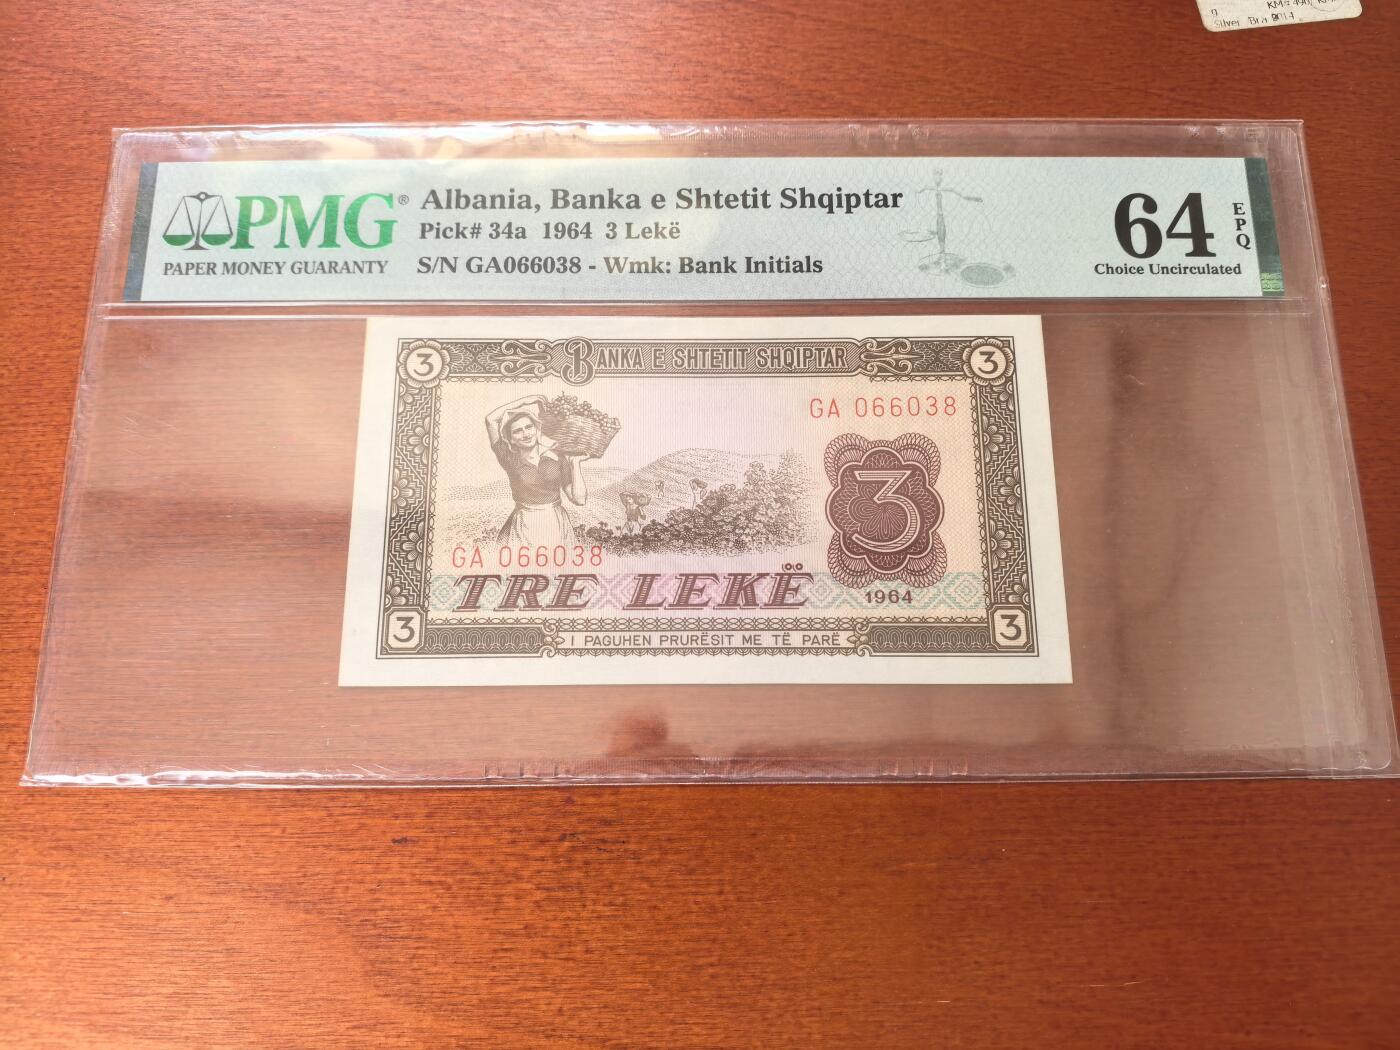 Silver
PMG®
PAPER MONEY GUARANTY
Albania, Banka e Shtetit Shqiptar
Pick# 34a 1964 3 Lekë
S/N GA066038 - Wmk: Bank Initials
64
EPQ
Choice Uncirculated
3
BANKA E SHTETIT SHQIPTAR
3
GA 066038
3
GA 066038
TRE LEKË
1964
3
I PAGUHEN PRURËSIT ME TË PARË
3